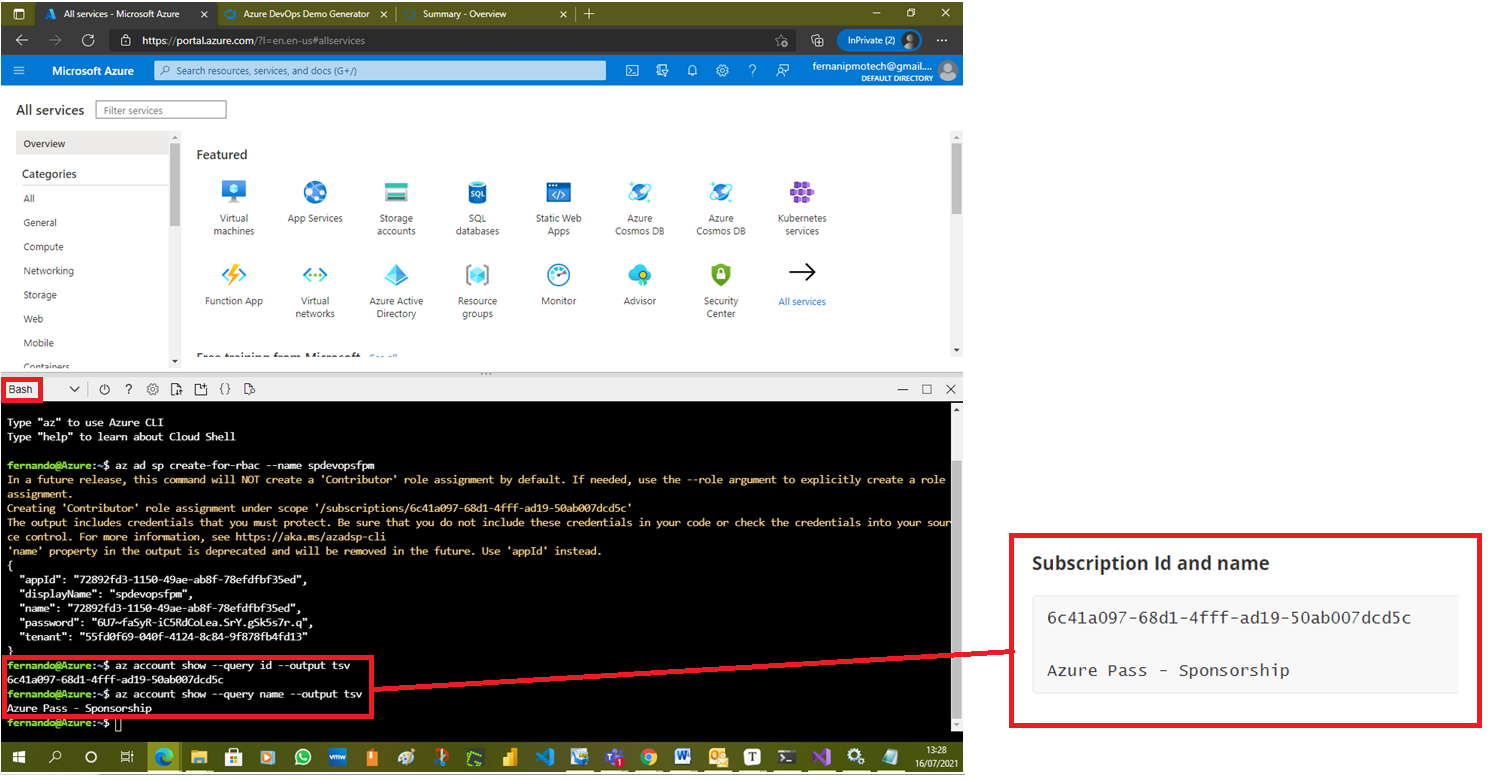 All services - Microsoft Azure
Azure DevOps Demo Generator
Summary - Overview
https://portal.azure.com/?l=en.en-us#allservices
InPrivate (2)
Microsoft Azure
Search resources, services, and docs (G+/)
fernanipmotech@gmail....
DEFAULT DIRECTORY
All services
Filter services
Overview
Categories
All
General
Compute
Networking
Storage
Web
Mobile
Containers
Featured
Virtual machines
App Services
Storage accounts
SQL databases
Static Web Apps
Azure Cosmos DB
Azure Cosmos DB
Kubernetes services
Function App
Virtual networks
Azure Active Directory
Resource groups
Monitor
Advisor
Security Center
All services
Free training from Microsoft See all
Bash
Type "az" to use Azure CLI
Type "help" to learn about Cloud Shell
fernando@Azure:~$ az ad sp create-for-rbac --name spdevopsfpm
In a future release, this command will NOT create a 'Contributor' role assignment by default. If needed, use the --role argument to explicitly create a role
assignment.
Creating 'Contributor' role assignment under scope '/subscriptions/6c41a097-68d1-4fff-ad19-50ab007dcd5c'
The output includes credentials that you must protect. Be sure that you do not include these credentials in your code or check the credentials into your sour
ce control. For more information, see https://aka.ms/azadsp-cli
'name' property in the output is deprecated and will be removed in the future. Use 'appId' instead.
{
"appId": "72892fd3-1150-49ae-ab8f-78efdfbf35ed",
"displayName": "spdevopsfpm",
"name": "72892fd3-1150-49ae-ab8f-78efdfbf35ed",
"password": "6U7~faSyR-iC5RdCoLea.SrY.gSk5s7r.q",
"tenant": "55fd0f69-040f-4124-8c84-9f878fb4fd13"
}
fernando@Azure:~$ az account show --query id --output tsv
6c41a097-68d1-4fff-ad19-50ab007dcd5c
fernando@Azure:~$ az account show --query name --output tsv
Azure Pass - Sponsorship
fernando@Azure:~$
13:28
16/07/2021
Subscription Id and name
6c41a097-68d1-4fff-ad19-50ab007dcd5c
Azure Pass - Sponsorship